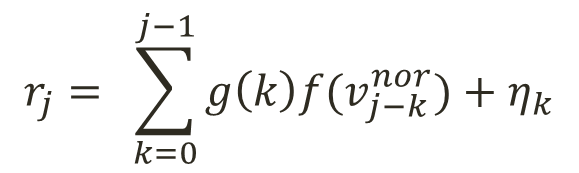 r_j = \sum_{k=0}^{j-1} g(k) f(v_{j-k}^{nor}) + \eta_k